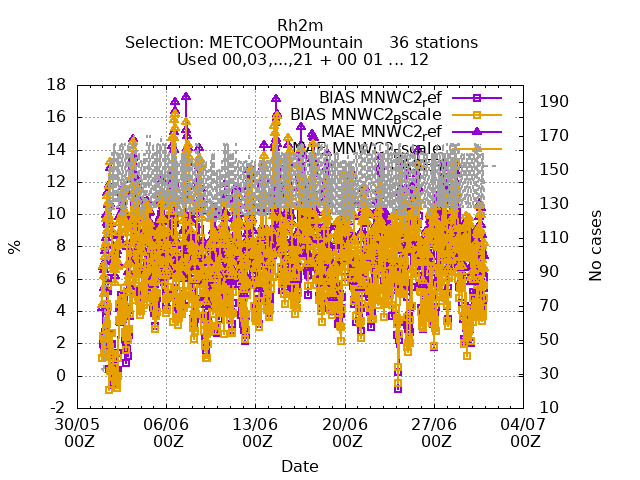 Rh2m
Selection: METCOOPMountain 36 stations
Used 00,03,...,21 + 00 01 ... 12
18
16
14
12
10
8
6
4
2
0
-2
%
190
170
150
130
110
90
70
50
30
10
No cases
BIAS MNWC2ref
BIAS MNWC2Bscale
MAE MNWC2ref
MAE MNWC2 scale
30/05 06/06 13/06 20/06 27/06 04/07
00Z 00Z 00Z 00Z 00Z 00Z
Date